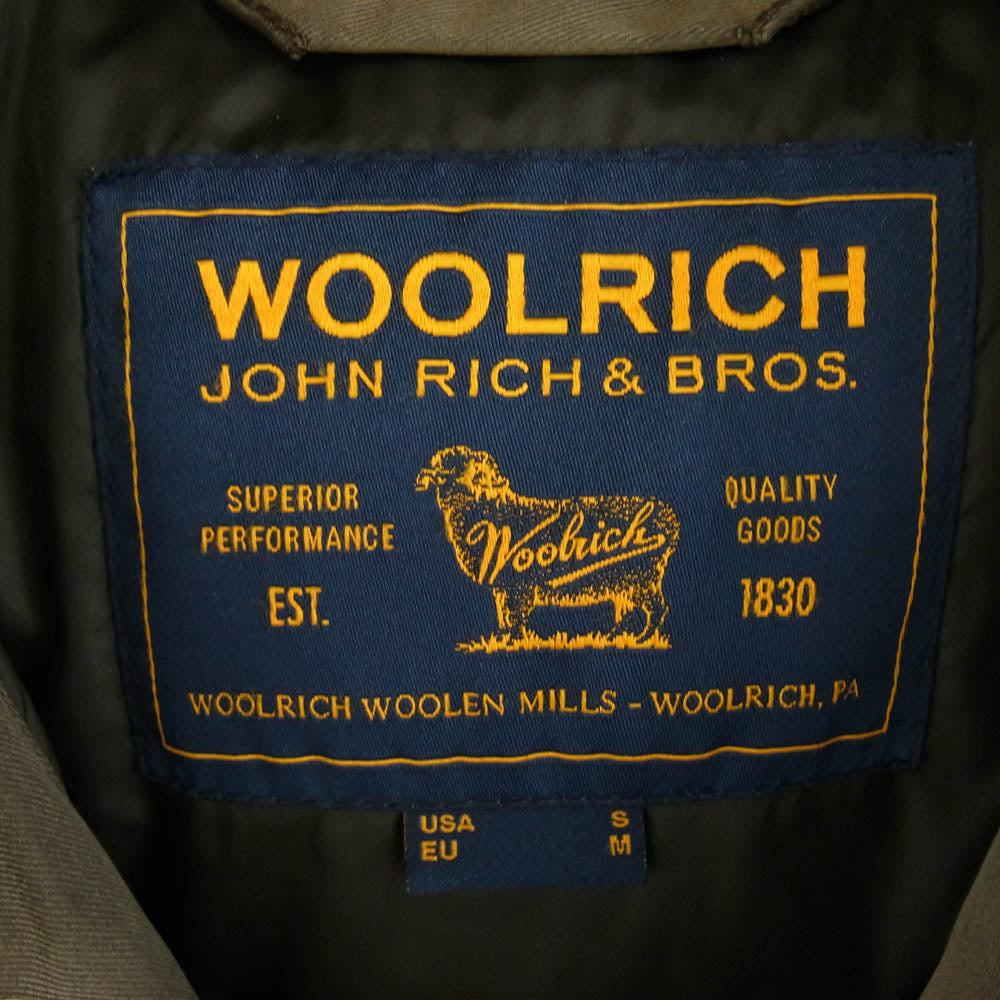 WOOLRICH
JOHN RICH & BROS.
SUPERIOR
PERFORMANCE
EST.
Woolrich
QUALITY
GOODS
1830
WOOLRICH WOOLEN MILLS - WOOLRICH, PA
USA S
EU M